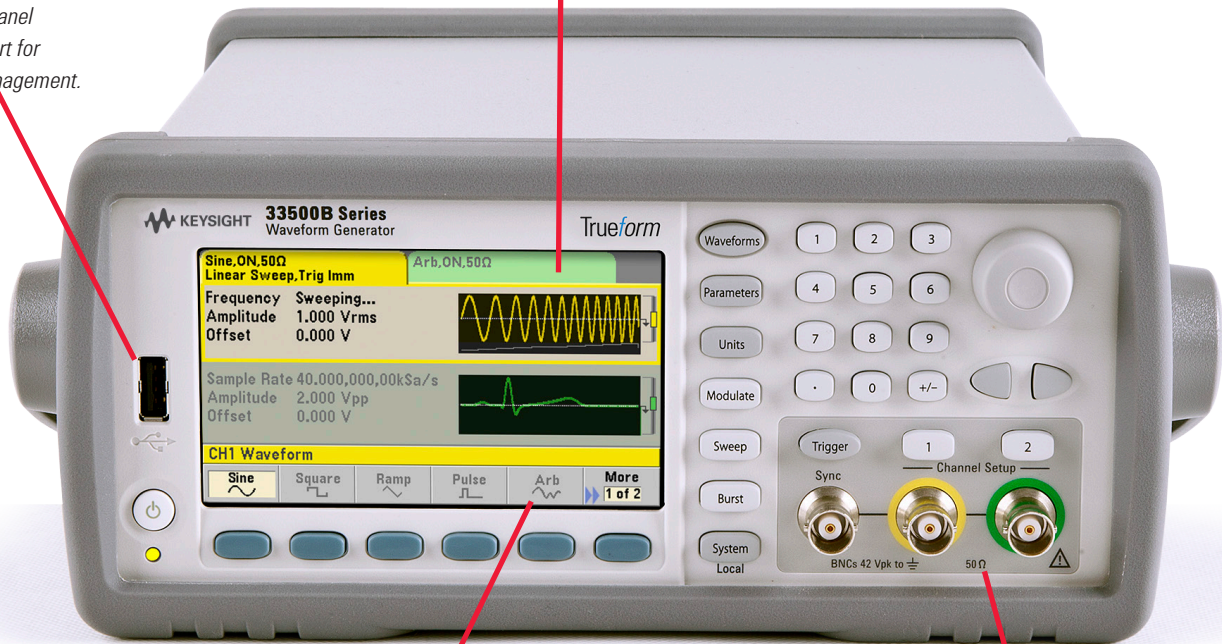 anel
rt for
nagement.
KEYSIGHT 33500B Series
Waveform Generator
Trueform
Sine,ON,50Ω
Linear Sweep,Trig Imm
Arb,ON,50Ω
Frequency Sweeping...
Amplitude 1.000 Vrms
Offset 0.000 V
Sample Rate 40.000,000,00kSa/s
Amplitude 2.000 Vpp
Offset 0.000 V
CH1 Waveform
Sine Square Ramp Pulse Arb More
1 of 2
Waveforms
Parameters
Units
Modulate
Sweep
Burst
System
Local
1 2 3
4 5 6
7 8 9
. 0 +/-
Trigger 1 2
Sync Channel Setup
BNCs 42 Vpk to 50 Ω